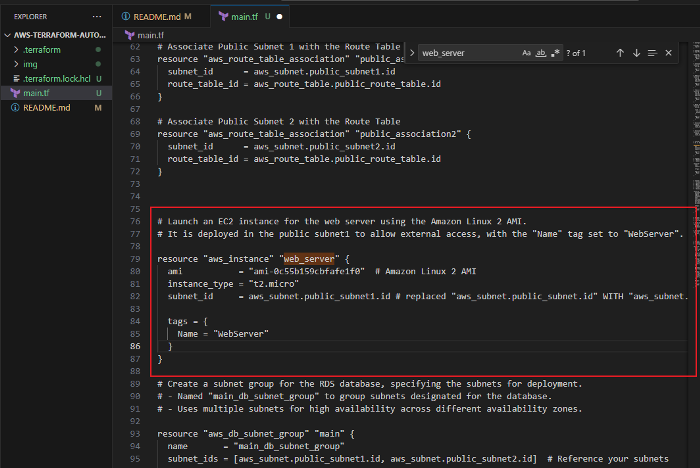 EXPLORER
AWS-TERRAFORM-AUTO...
.terraform
img
.terraform.lock.hcl U
main.tf U
README.md M
README.md M
main.tf
main.tf
web_server
Aa
ab
.*
? of 1
62 # Associate Public Subnet 1 with the Route Table
63 resource "aws_route_table_association" "public_ass
64 subnet_id = aws_subnet.public_subnet1.id
65 route_table_id = aws_route_table.public_route_table.id
66 }
67
68 # Associate Public Subnet 2 with the Route Table
69 resource "aws_route_table_association" "public_association2" {
70 subnet_id = aws_subnet.public_subnet2.id
71 route_table_id = aws_route_table.public_route_table.id
72 }
73
74
75
76 # Launch an EC2 instance for the web server using the Amazon Linux 2 AMI.
77 # It is deployed in the public subnet1 to allow external access, with the "Name" tag set to "WebServer".
78
79 resource "aws_instance" "web_server" {
80 ami = "ami-0c55b159cbfafe1f0" # Amazon Linux 2 AMI
81 instance_type = "t2.micro"
82 subnet_id = aws_subnet.public_subnet1.id # replaced "aws_subnet.public_subnet.id" WITH "aws_subnet.
83
84 tags = {
85 Name = "WebServer"
86 }
87 }
88
89 # Create a subnet group for the RDS database, specifying the subnets for deployment.
90 # - Named "main_db_subnet_group" to group subnets designated for the database.
91 # - Uses multiple subnets for high availability across different availability zones.
92
93 resource "aws_db_subnet_group" "main" {
94 name = "main_db_subnet_group"
95 subnet_ids = [aws_subnet.public_subnet1.id, aws_subnet.public_subnet2.id] # Reference your subnets